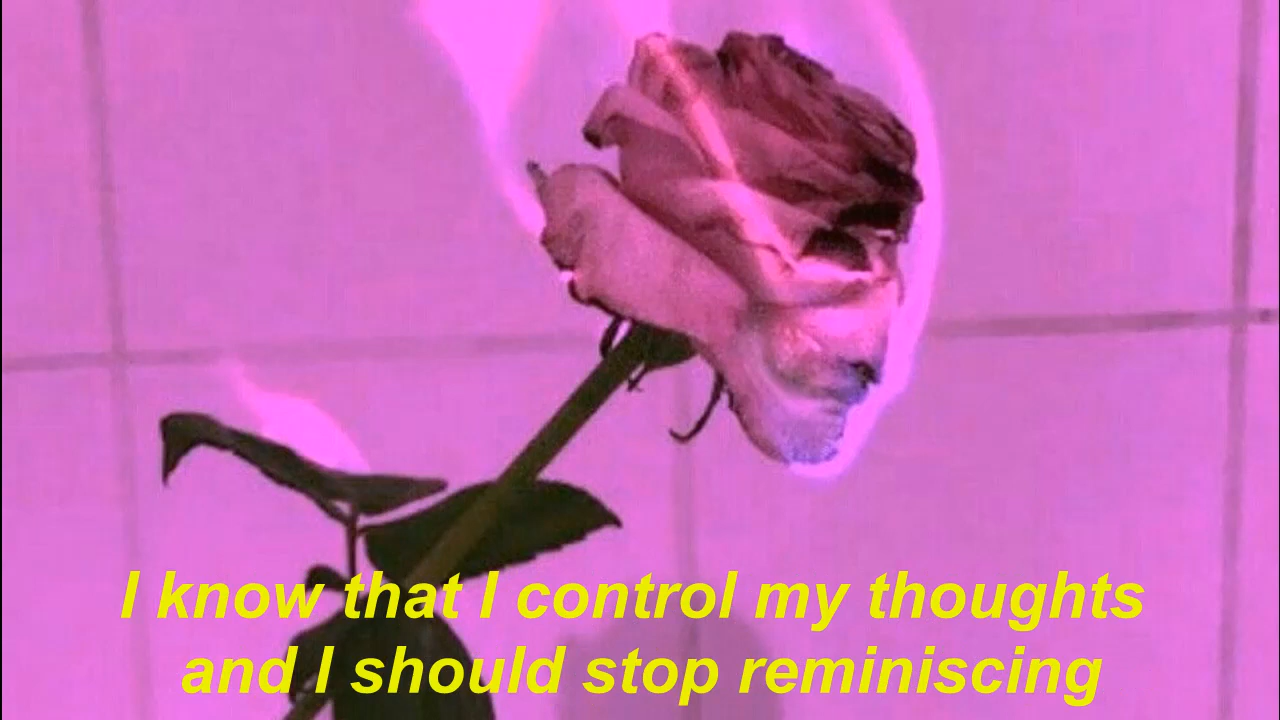 I know that I control my thoughts
and I should stop reminiscing